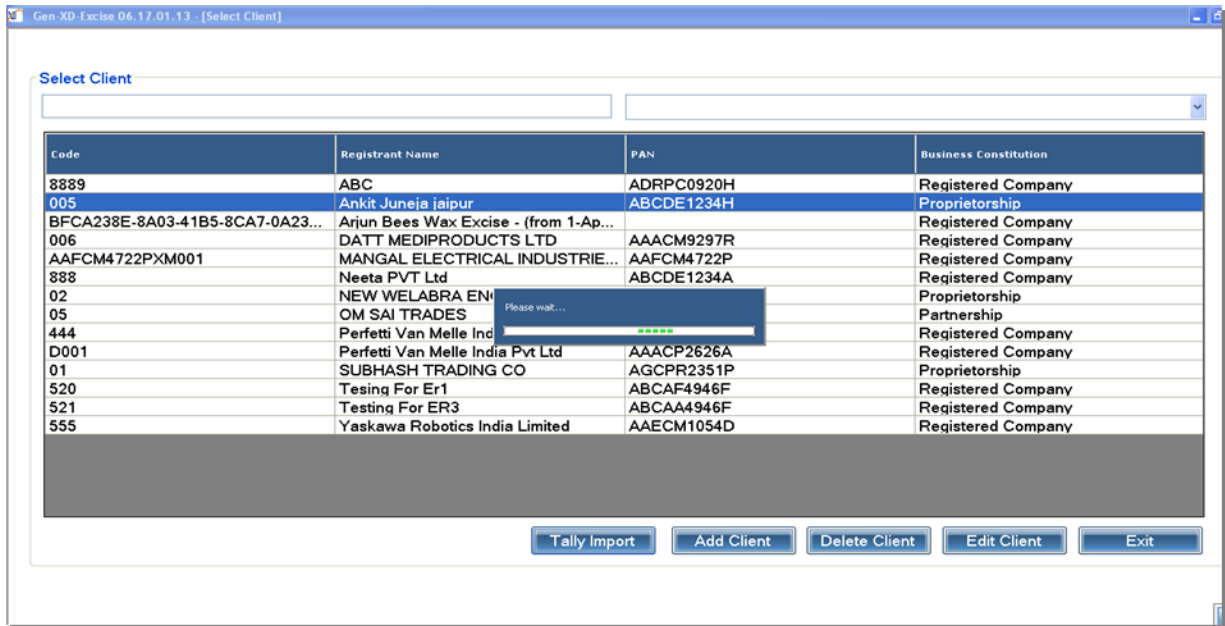 Gen-XD-Excise 06.17.01.13 - [Select Client]
Select Client
Code Registrant Name PAN Business Constitution
8889 ABC ADRPC0920H Registered Company
005 Ankit Juneja jaipur ABCDE1234H Proprietorship
BFCA238E-8A03-41B5-8CA7-0A23... Arjun Bees Wax Excise - (from 1-Ap... Registered Company
006 DATT MEDIPRODUCTS LTD AAACM9297R Registered Company
AAFCM4722PXM001 MANGAL ELECTRICAL INDUSTRIE... AAFCM4722P Registered Company
888 Neeta PVT Ltd ABCDE1234A Registered Company
02 NEW WELABRA EN Proprietorship
Please wait...
05 OM SAI TRADES Partnership
444 Perfetti Van Melle Ind Registered Company
D001 Perfetti Van Melle India Pvt Ltd AAACP2626A Registered Company
01 SUBHASH TRADING CO AGCPR2351P Proprietorship
520 Tesing For Er1 ABCAF4946F Registered Company
521 Testing For ER3 ABCAA4946F Registered Company
555 Yaskawa Robotics India Limited AAECM1054D Registered Company
Tally Import Add Client Delete Client Edit Client Exit